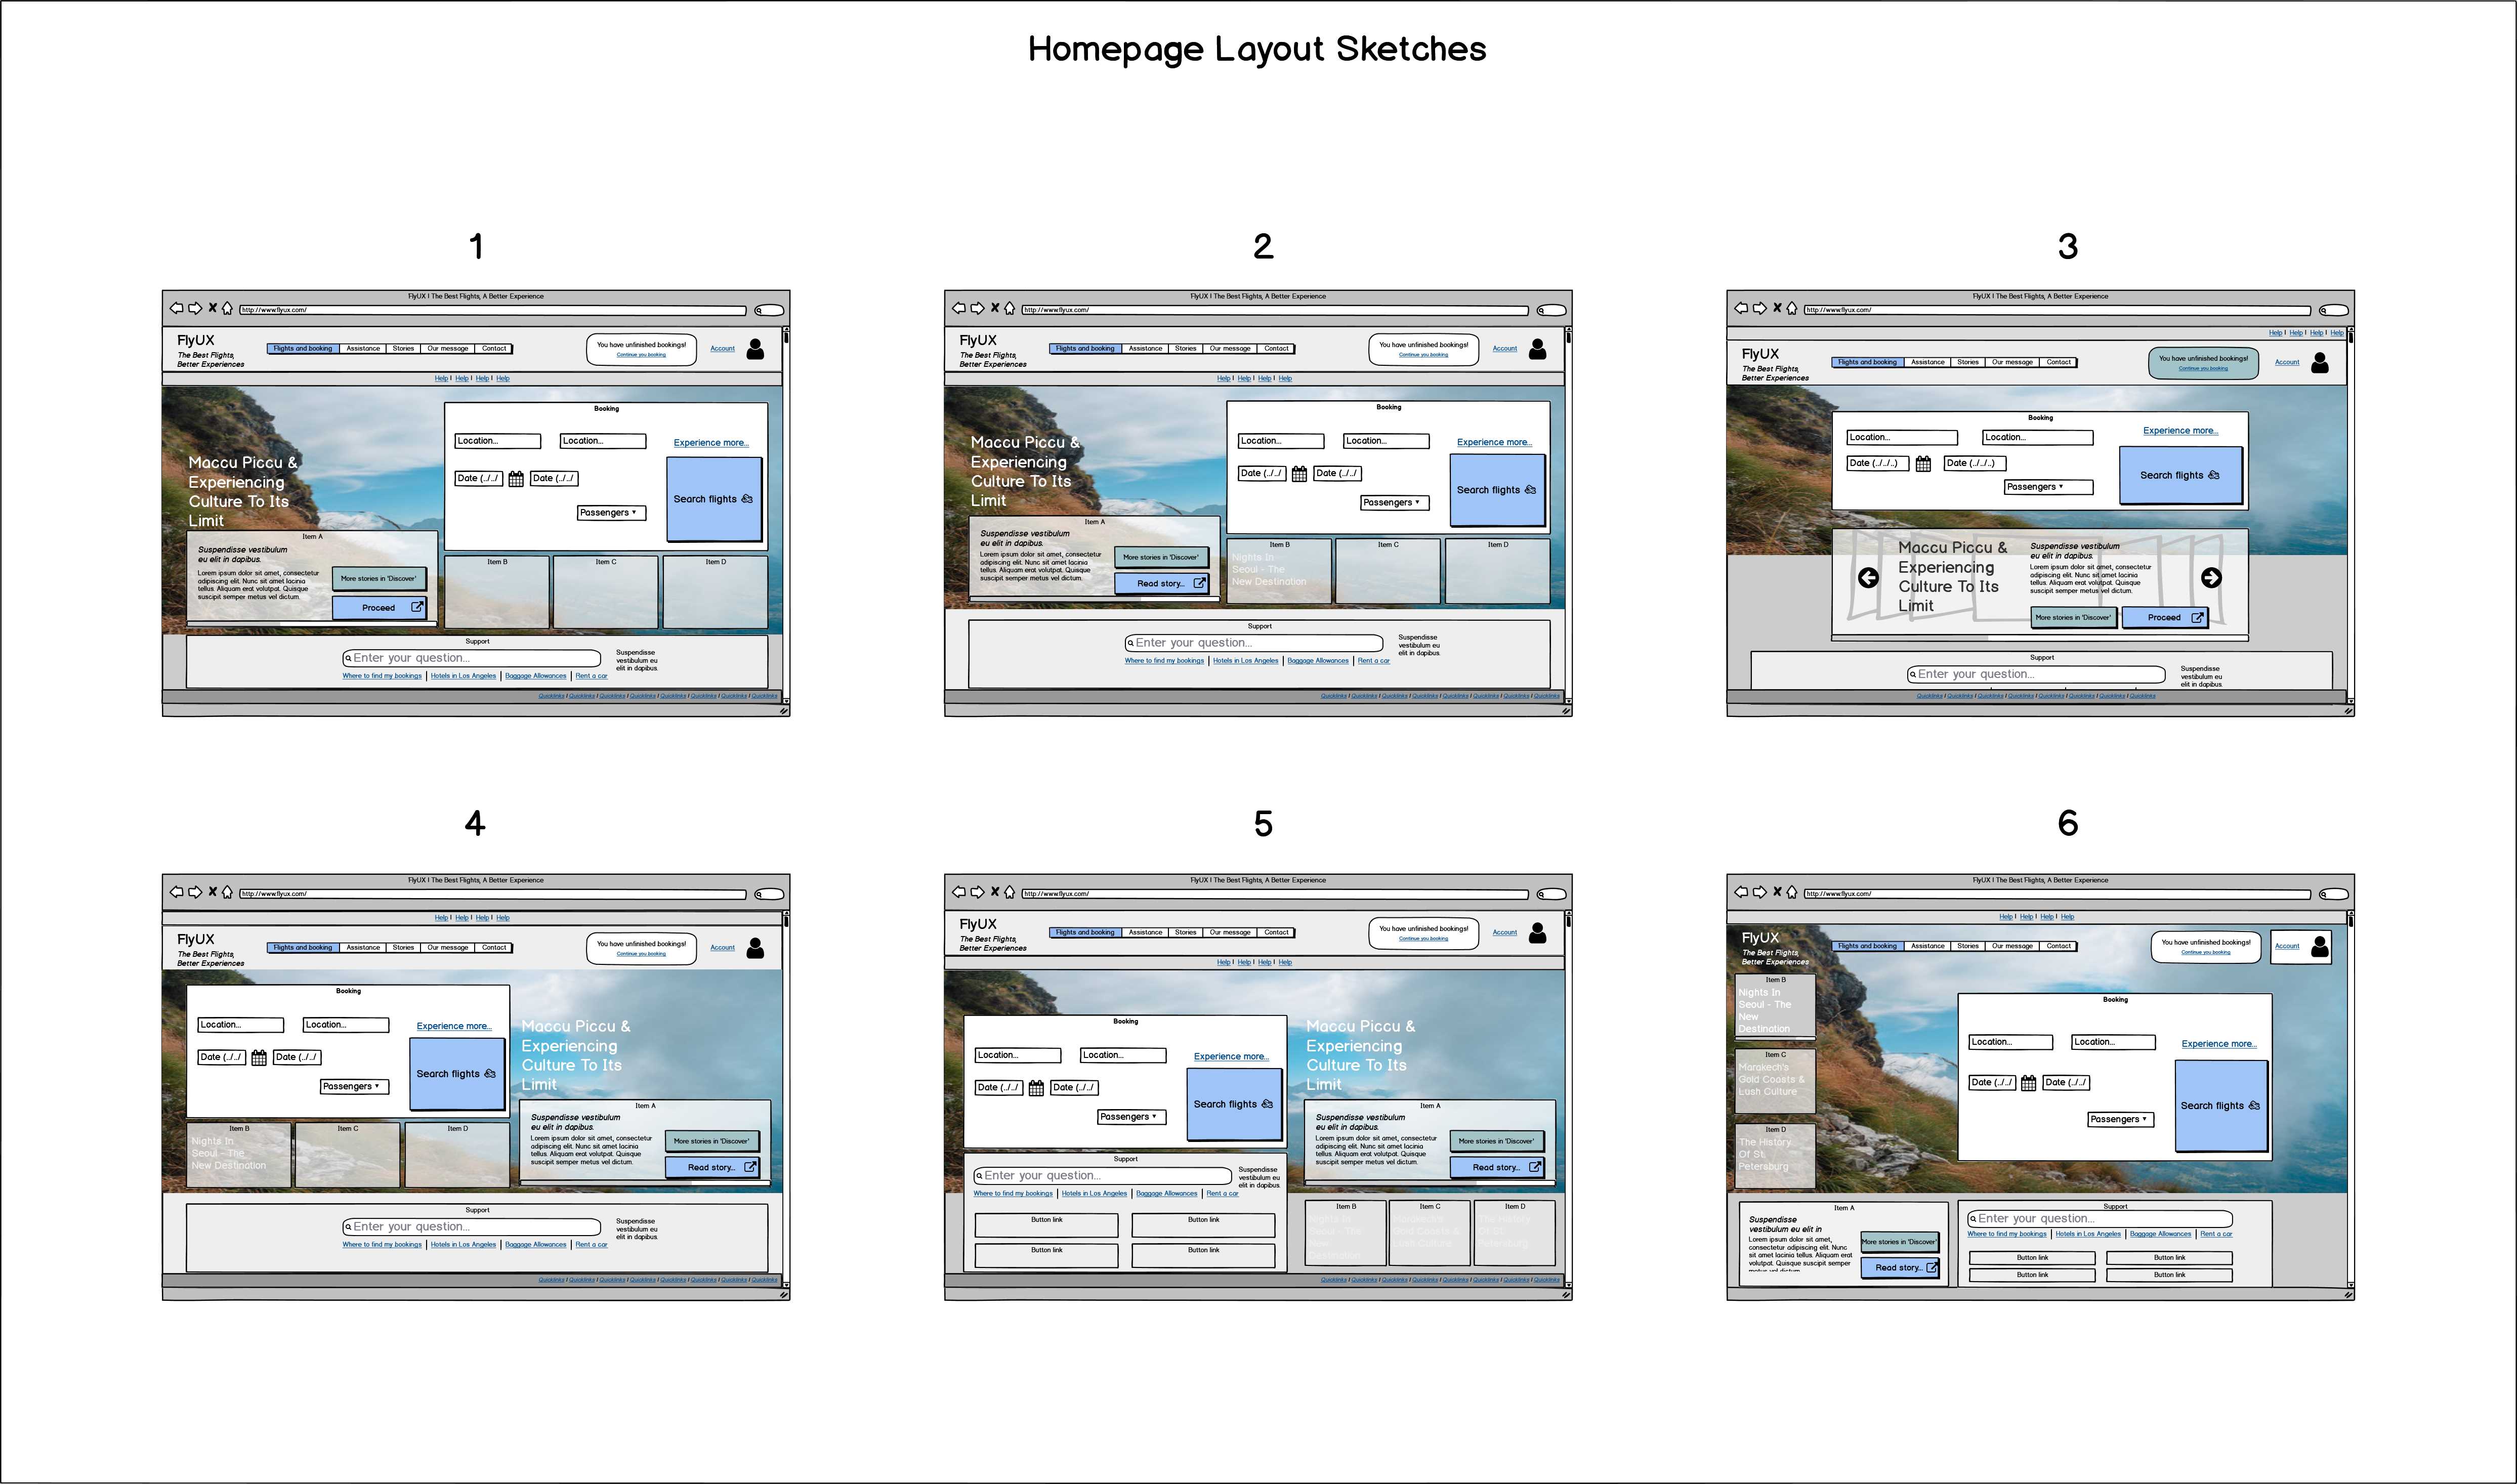 Homepage Layout Sketches
1
FlyUX | The Best Flights, A Better Experience
http://www.flyux.com/
FlyUX
The Best Flights,
Better Experiences
Flights and booking Assistance Stories Our message Contact
You have unfinished bookings!
Continue you booking
Account
Help | Help | Help | Help
Maccu Piccu &
Experiencing
Culture To Its
Limit
Booking
Location... Location...
Experience more...
Date (../../ Date (../../
Search flights
Passengers
Item A
Suspendisse vestibulum
eu elit in dapibus.
Lorem ipsum dolor sit amet, consectetur
adipiscing elit. Nunc sit amet lacinia
tellus. Aliquam erat volutpat. Quisque
suscipit semper metus vel dictum.
More stories in 'Discover'
Proceed
Item B Item C Item D
Support
Enter your question...
Suspendisse
vestibulum eu
elit in dapibus.
Where to find my bookings | Hotels in Los Angeles | Baggage Allowances | Rent a car
Quicklinks | Quicklinks | Quicklinks | Quicklinks | Quicklinks | Quicklinks | Quicklinks | Quicklinks
2
FlyUX | The Best Flights, A Better Experience
http://www.flyux.com/
FlyUX
The Best Flights,
Better Experiences
Flights and booking Assistance Stories Our message Contact
You have unfinished bookings!
Continue you booking
Account
Help | Help | Help | Help
Maccu Piccu &
Experiencing
Culture To Its
Limit
Booking
Location... Location...
Experience more...
Date (../../ Date (../../
Search flights
Passengers
Item A
Suspendisse vestibulum
eu elit in dapibus.
Lorem ipsum dolor sit amet, consectetur
adipiscing elit. Nunc sit amet lacinia
tellus. Aliquam erat volutpat. Quisque
suscipit semper metus vel dictum.
More stories in 'Discover'
Read story...
Item B Item C Item D
Nights In
Seoul - The
New Destination
Support
Enter your question...
Suspendisse
vestibulum eu
elit in dapibus.
Where to find my bookings | Hotels in Los Angeles | Baggage Allowances | Rent a car
Quicklinks | Quicklinks | Quicklinks | Quicklinks | Quicklinks | Quicklinks | Quicklinks | Quicklinks
3
FlyUX | The Best Flights, A Better Experience
http://www.flyux.com/
Help | Help | Help | Help
FlyUX
The Best Flights,
Better Experiences
Flights and booking Assistance Stories Our message Contact
You have unfinished bookings!
Continue you booking
Account
Booking
Location... Location...
Experience more...
Date (../../..) Date (../../..)
Search flights
Passengers
Maccu Piccu &
Experiencing
Culture To Its
Limit
Suspendisse vestibulum
eu elit in dapibus.
Lorem ipsum dolor sit amet, consectetur
adipiscing elit. Nunc sit amet lacinia
tellus. Aliquam erat volutpat. Quisque
suscipit semper metus vel dictum.
More stories in 'Discover'
Proceed
Support
Enter your question...
Suspendisse
vestibulum eu
elit in dapibus.
Quicklinks | Quicklinks | Quicklinks | Quicklinks | Quicklinks | Quicklinks | Quicklinks | Quicklinks
4
FlyUX | The Best Flights, A Better Experience
http://www.flyux.com/
Help | Help | Help | Help
FlyUX
The Best Flights,
Better Experiences
Flights and booking Assistance Stories Our message Contact
You have unfinished bookings!
Continue you booking
Account
Booking
Location... Location...
Experience more...
Date (../../ Date (../../
Search flights
Passengers
Maccu Piccu &
Experiencing
Culture To Its
Limit
Item B Item C Item D
Nights In
Seoul - The
New Destination
Item A
Suspendisse vestibulum
eu elit in dapibus.
Lorem ipsum dolor sit amet, consectetur
adipiscing elit. Nunc sit amet lacinia
tellus. Aliquam erat volutpat. Quisque
suscipit semper metus vel dictum.
More stories in 'Discover'
Read story...
Support
Enter your question...
Suspendisse
vestibulum eu
elit in dapibus.
Where to find my bookings | Hotels in Los Angeles | Baggage Allowances | Rent a car
Quicklinks | Quicklinks | Quicklinks | Quicklinks | Quicklinks | Quicklinks | Quicklinks | Quicklinks
5
FlyUX | The Best Flights, A Better Experience
http://www.flyux.com/
FlyUX
The Best Flights,
Better Experiences
Flights and booking Assistance Stories Our message Contact
You have unfinished bookings!
Continue you booking
Account
Help | Help | Help | Help
Booking
Location... Location...
Experience more...
Date (../../ Date (../../
Search flights
Passengers
Maccu Piccu &
Experiencing
Culture To Its
Limit
Item A
Suspendisse vestibulum
eu elit in dapibus.
Lorem ipsum dolor sit amet, consectetur
adipiscing elit. Nunc sit amet lacinia
tellus. Aliquam erat volutpat. Quisque
suscipit semper metus vel dictum.
More stories in 'Discover'
Read story...
Support
Enter your question...
Suspendisse
vestibulum eu
elit in dapibus.
Where to find my bookings | Hotels in Los Angeles | Baggage Allowances | Rent a car
Button link Button link
Button link Button link
Item B Item C Item D
Quicklinks | Quicklinks | Quicklinks | Quicklinks | Quicklinks | Quicklinks | Quicklinks | Quicklinks
6
FlyUX | The Best Flights, A Better Experience
http://www.flyux.com/
Help | Help | Help | Help
FlyUX
The Best Flights,
Better Experiences
Flights and booking Assistance Stories Our message Contact
You have unfinished bookings!
Continue you booking
Account
Item B
Nights In
Seoul - The
New
Destination
Item C
Marakech's
Gold Coasts &
Lush Culture
Item D
The History
Of St.
Petersburg
Booking
Location... Location...
Experience more...
Date (../../ Date (../../
Search flights
Passengers
Item A
Suspendisse
vestibulum eu elit in
Lorem ipsum dolor sit amet,
consectetur adipiscing elit. Nunc
sit amet lacinia tellus. Aliquam erat
volutpat. Quisque suscipit semper
More stories in 'Discover'
Read story...
Support
Enter your question...
Where to find my bookings | Hotels in Los Angeles | Baggage Allowances | Rent a car
Button link Button link
Button link Button link